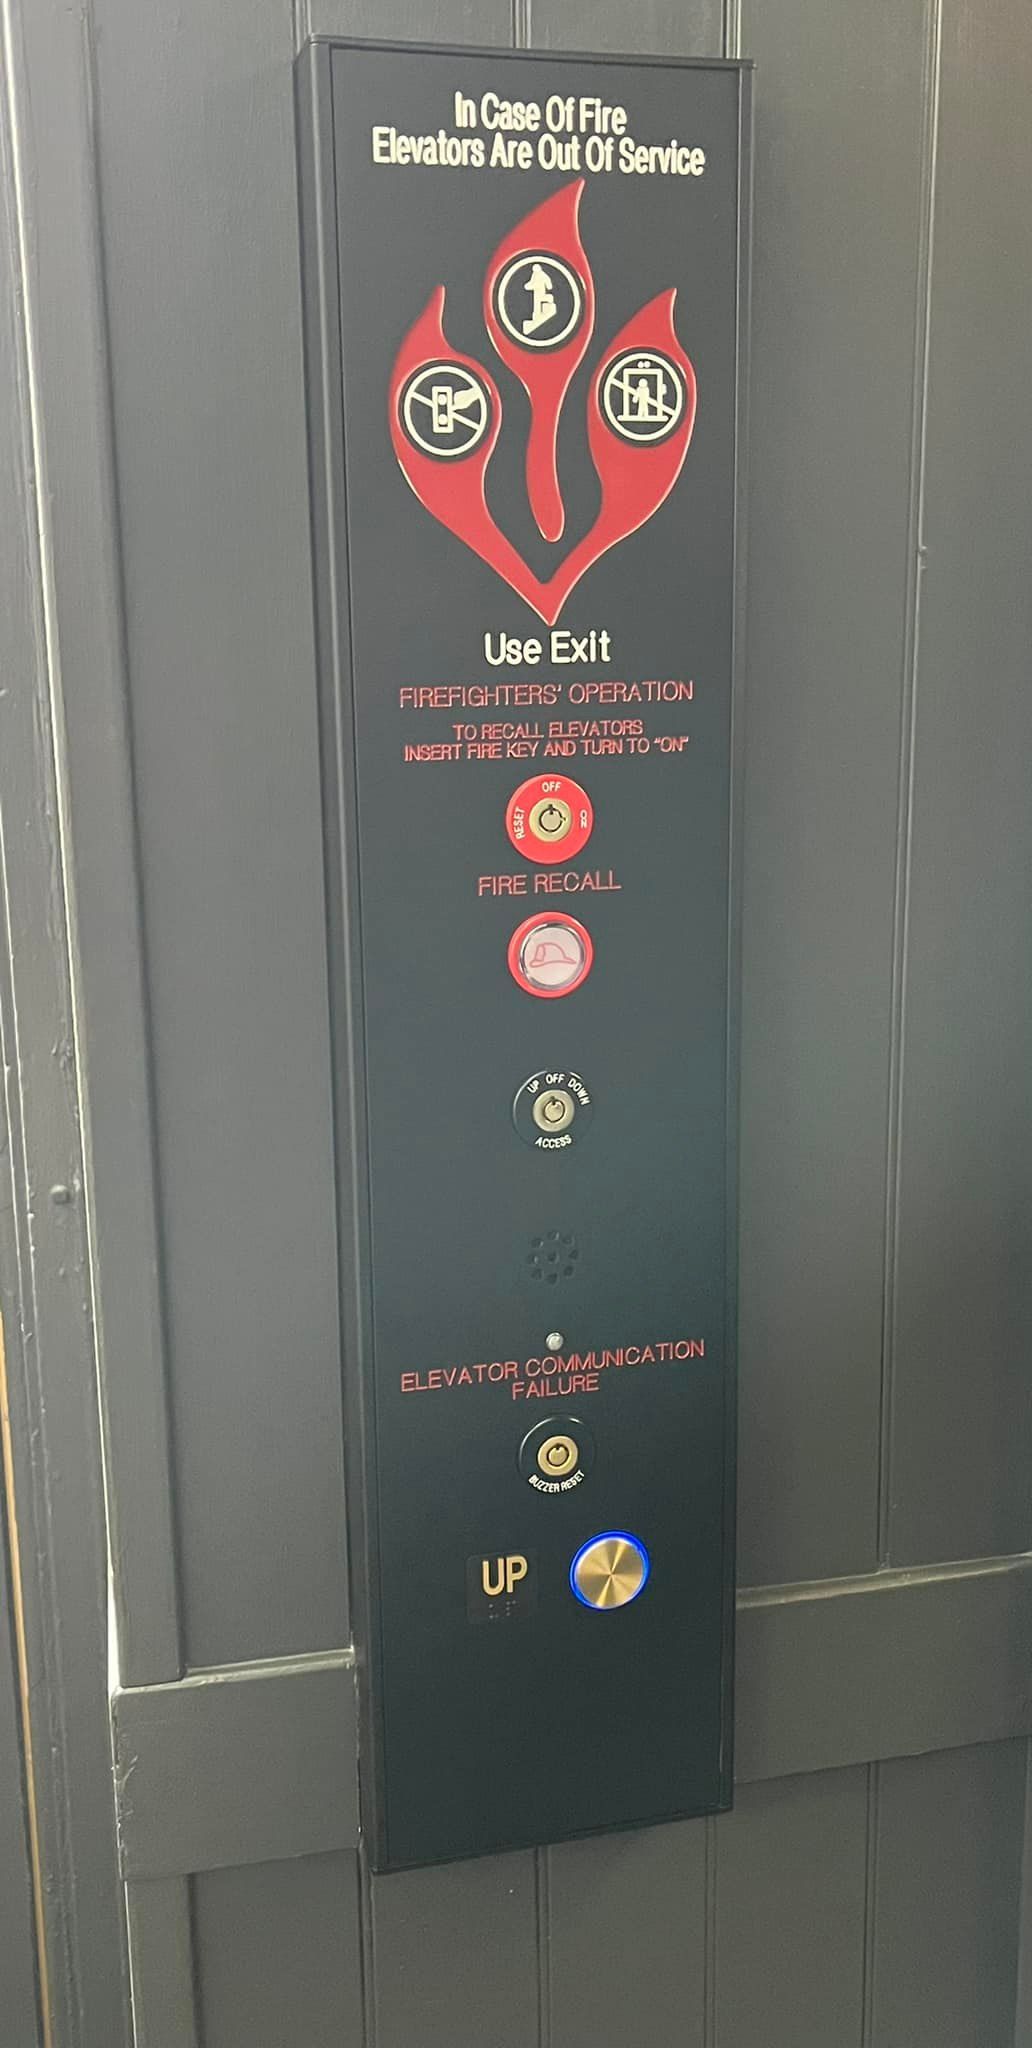 In Case Of Fire
Elevators Are Out Of Service
Use Exit
FIREFIGHTERS' OPERATION
TO RECALL ELEVATORS
INSERT FIRE KEY AND TURN TO "ON"
OFF
RESET
ON
FIRE RECALL
UP OFF DOWN
ACCESS
ELEVATOR COMMUNICATION
FAILURE
BUZZER RESET
UP